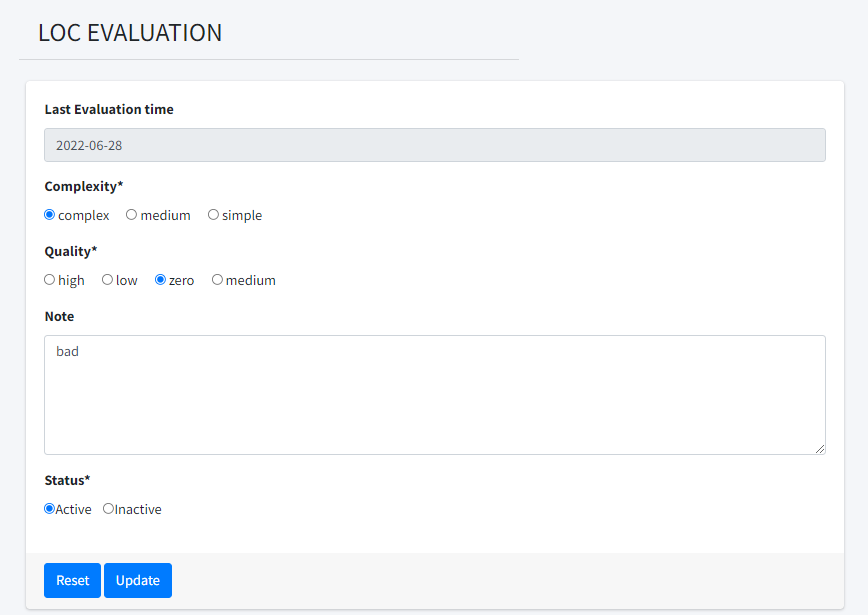 LOC EVALUATION
Last Evaluation time
2022-06-28
Complexity*
complex medium simple
Quality*
high low zero medium
Note
bad
Status*
Active Inactive
Reset Update